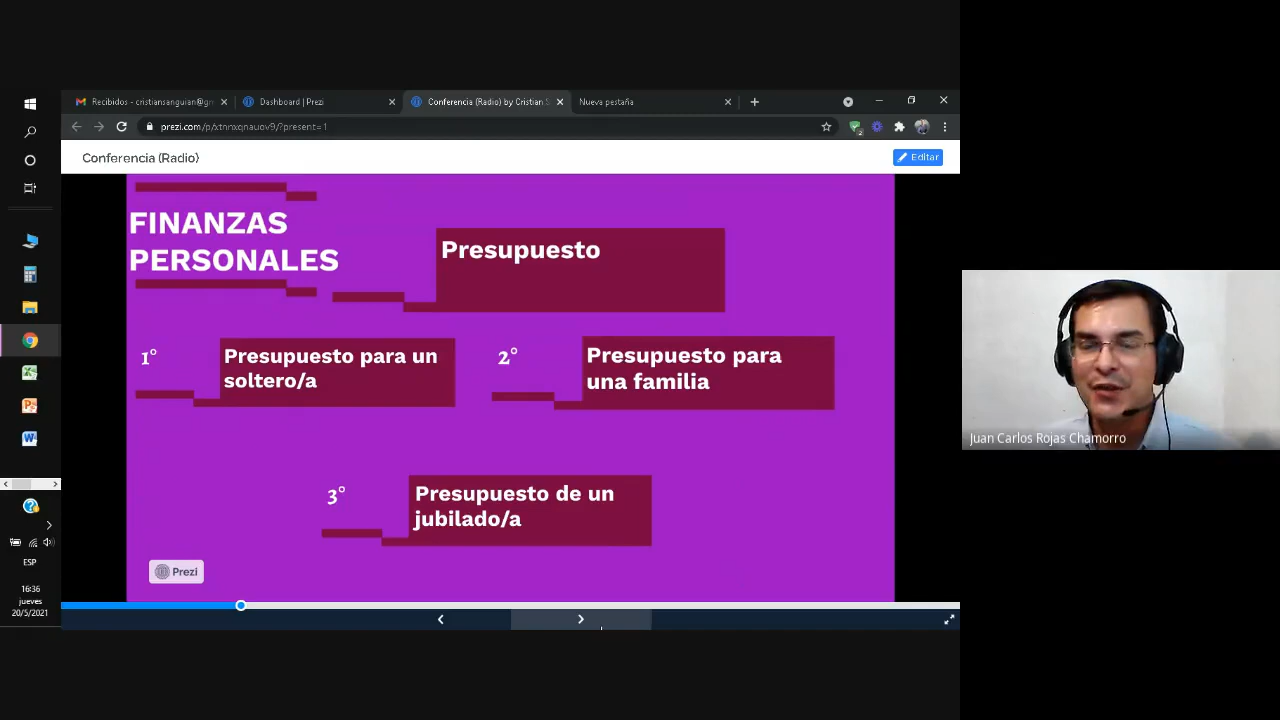 Recibidos - cristiansanguian@gm
Dashboard | Prezi
Conferencia (Radio) by Cristian S
Nueva pestaña
prezi.com/p/xtnnxqnauov9/?present=1
Conferencia (Radio)
Editar
FINANZAS
PERSONALES
Presupuesto
1°
Presupuesto para un
soltero/a
2°
Presupuesto para
una familia
3°
Presupuesto de un
jubilado/a
Prezi
Juan Carlos Rojas Chamorro
ESP
16:36
jueves
20/5/2021